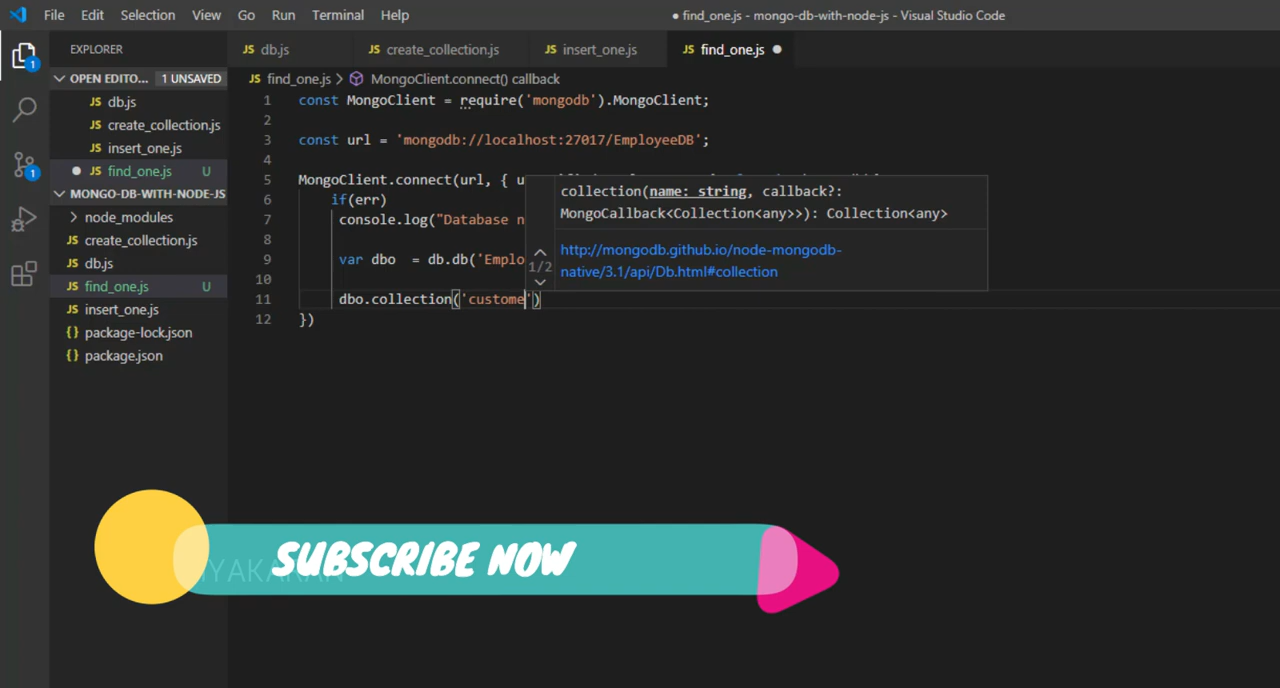 File Edit Selection View Go Run Terminal Help ● find_one.js - mongo-db-with-node-js - Visual Studio Code
EXPLORER
JS db.js JS create_collection.js JS insert_one.js JS find_one.js ●
OPEN EDITO... 1 UNSAVED
JS db.js
JS create_collection.js
JS insert_one.js
● JS find_one.js U
MONGO-DB-WITH-NODE-JS
node_modules
JS create_collection.js
JS db.js
JS find_one.js U
JS insert_one.js
{} package-lock.json
{} package.json
1
1
JS find_one.js > MongoClient.connect() callback
1 const MongoClient = require('mongodb').MongoClient;
2
3 const url = 'mongodb://localhost:27017/EmployeeDB';
4
5 MongoClient.connect(url, { u
6 if(err)
7 console.log("Database n
8
9 var dbo = db.db('Emplo
10
11 dbo.collection('custome')
12 })
collection(name: string, callback?:
MongoCallback<Collection<any>>): Collection<any>
1/2
http://mongodb.github.io/node-mongodb-
native/3.1/api/Db.html#collection
SUBSCRIBE NOW